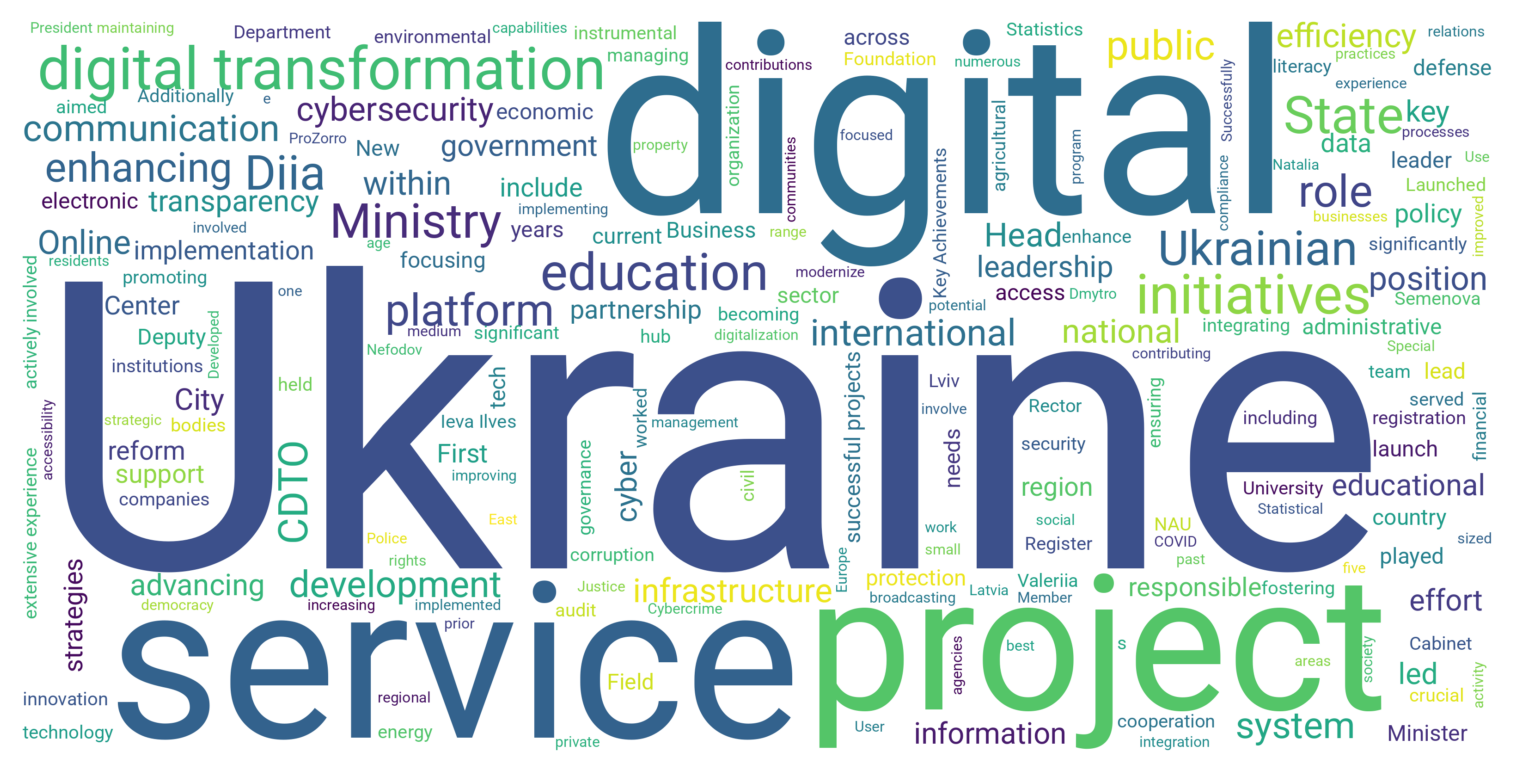 President maintaining
Department
environmental
capabilities
instrumental
managing
digital transformation
digital
contributions
across
Foundation
numerous
Statistics
public
efficiency
relations
practices
literacy
defense
experience
aimed
Additionally
e
cybersecurity
economic
communication
ProZorro
New
government
property
organization
communities
focused
agricultural
program
Successfully
State
key
processes
data
enhancing
Diia
within
include
Natalia
leader
Use
electronic
transparency
Ministry
implementing
years
compliance
role
Launched
businesses
policy
improved
involved
Online
implementation
age
current
Business
range
Key Achievements
Head
enhance
Ukrainian
significantly
residents
promoting
focusing
education
modernize
leadership
position
Center
one
platform
partnership
sector
access
Dmytro
potential
initiatives
Semenova
actively involved
Deputy
Developed
medium
significant
becoming
hub
digitalization
international
national
integrating
administrative
Nefodov
contributing
Special
Ukraine
institutions
held
tech
successful projects
Lviv
team
lead
accessibility
City
strategic
bodies
Ieva Ilves
worked
management
involve
Rector
ensuring
served
including
registration
financial
reform
support
companies
CDTO
First
improving
governance
cyber
civil
needs
security
launch
region
University
educational
Statistical
extensive experience
East
Police
rights
corruption
work
small
social
Register
NAU
COVID
past
country
sized
played
five
strategies
advancing
democracy
development
increasing
implemented
prior
Justice
infrastructure
audit
Cybercrime
Europe
protection
broadcasting
Latvia
Valeriia
Member
responsible
fostering
effort
service
project
agencies
best
s
areas
society
Cabinet
led
crucial
activity
innovation
technology
regional
energy
Field
private
User
information
cooperation
integration
system
Minister